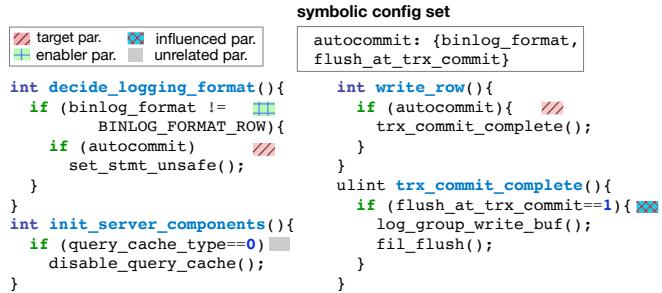 symbolic config set
target par. influenced par.
enabler par. unrelated par.
autocommit: {binlog_format,
flush_at_trx_commit}
int decide_logging_format(){
if (binlog_format !=
BINLOG_FORMAT_ROW){
if (autocommit)
set_stmt_unsafe();
}
}
int init_server_components(){
if (query_cache_type==0)
disable_query_cache();
}
int write_row(){
if (autocommit){
trx_commit_complete();
}
}
ulint trx_commit_complete(){
if (flush_at_trx_commit==1){
log_group_write_buf();
fil_flush();
}
}